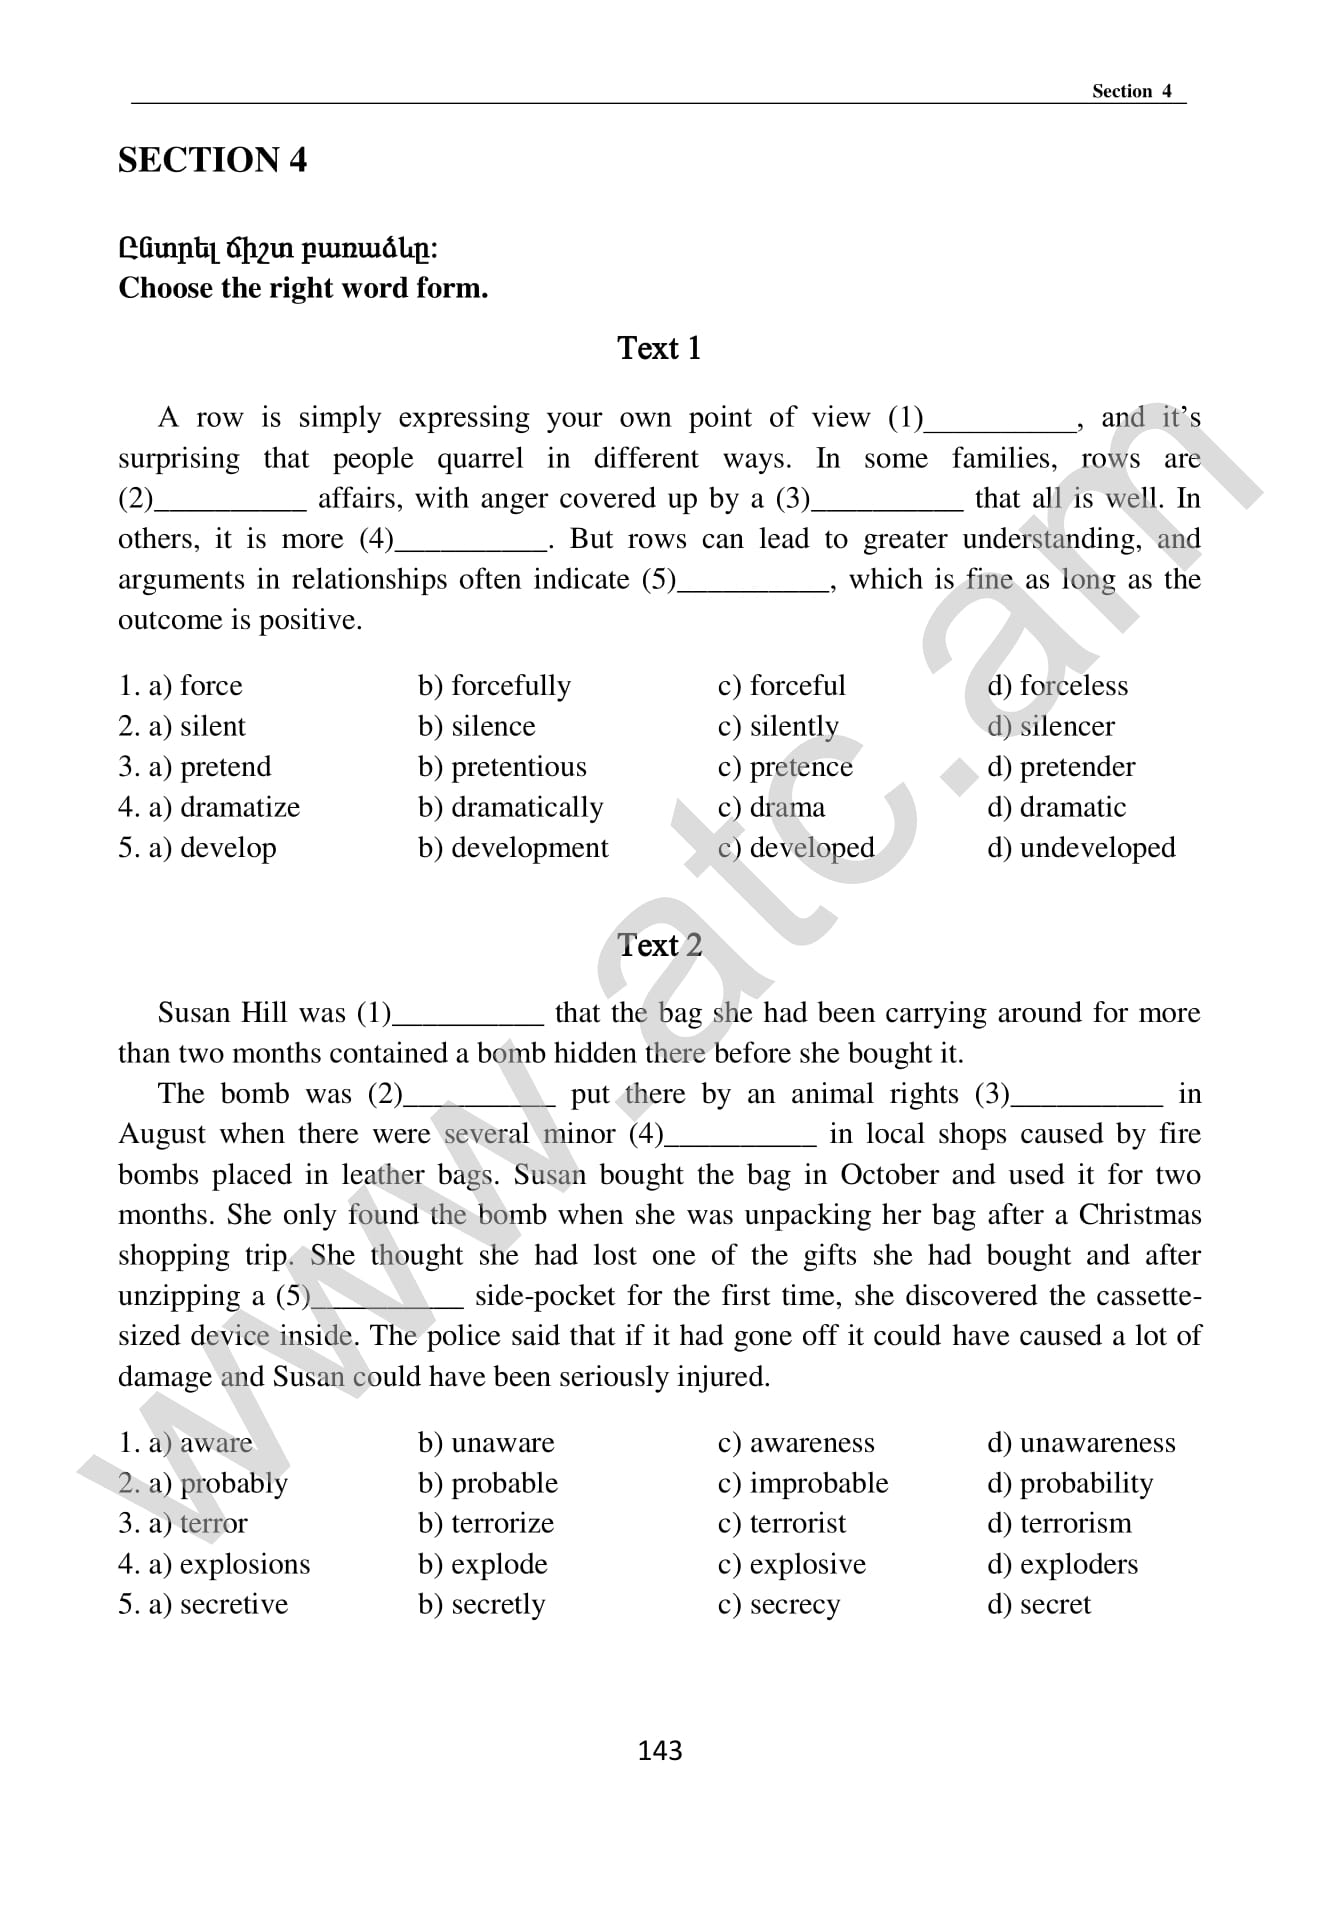 Section 4
SECTION 4
Ընտրել ճիշտ բառաձևը:
Choose the right word form.
Text 1
A row is simply expressing your own point of view (1)__________, and it’s
surprising that people quarrel in different ways. In some families, rows are
(2)__________ affairs, with anger covered up by a (3)__________ that all is well. In
others, it is more (4)__________. But rows can lead to greater understanding, and
arguments in relationships often indicate (5)__________, which is fine as long as the
outcome is positive.
1. a) force b) forcefully c) forceful d) forceless
2. a) silent b) silence c) silently d) silencer
3. a) pretend b) pretentious c) pretence d) pretender
4. a) dramatize b) dramatically c) drama d) dramatic
5. a) develop b) development c) developed d) undeveloped
Text 2
Susan Hill was (1)__________ that the bag she had been carrying around for more
than two months contained a bomb hidden there before she bought it.
The bomb was (2)__________ put there by an animal rights (3)__________ in
August when there were several minor (4)__________ in local shops caused by fire
bombs placed in leather bags. Susan bought the bag in October and used it for two
months. She only found the bomb when she was unpacking her bag after a Christmas
shopping trip. She thought she had lost one of the gifts she had bought and after
unzipping a (5)__________ side-pocket for the first time, she discovered the cassette-
sized device inside. The police said that if it had gone off it could have caused a lot of
damage and Susan could have been seriously injured.
1. a) aware b) unaware c) awareness d) unawareness
2. a) probably b) probable c) improbable d) probability
3. a) terror b) terrorize c) terrorist d) terrorism
4. a) explosions b) explode c) explosive d) exploders
5. a) secretive b) secretly c) secrecy d) secret
143
www.atc.am